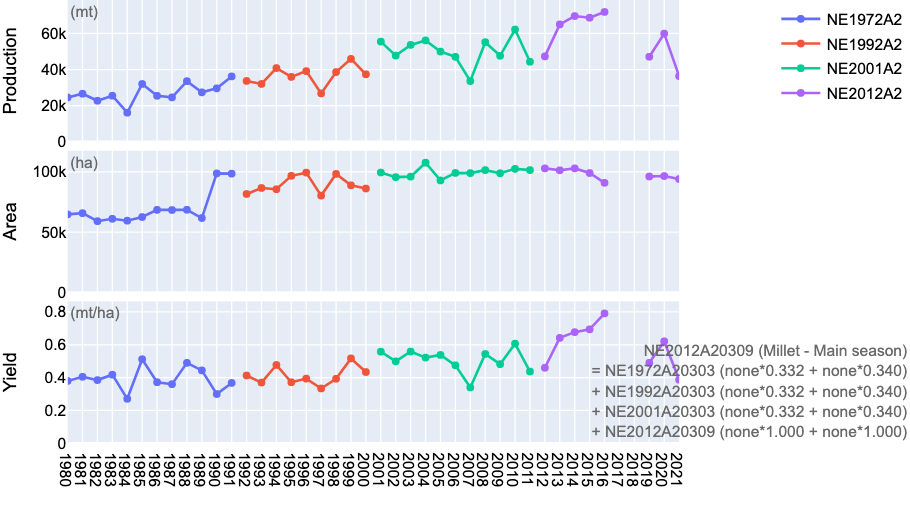 (mt)
Production
60k
40k
20k
0
NE1972A2
NE1992A2
NE2001A2
NE2012A2
(ha)
Area
100k
50k
0
(mt/ha)
Yield
0.8
0.6
0.4
0.2
0
NE2012A20309 (Millet - Main season)
= NE1972A20303 (none*0.332 + none*0.340)
+ NE1992A20303 (none*0.332 + none*0.340)
+ NE2001A20303 (none*0.332 + none*0.340)
+ NE2012A20309 (none*1.000 + none*1.000)
1980
1981
1982
1983
1984
1985
1986
1987
1988
1989
1990
1991
1992
1993
1994
1995
1996
1997
1998
1999
2000
2001
2002
2003
2004
2005
2006
2007
2008
2009
2010
2011
2012
2013
2014
2015
2016
2017
2018
2019
2020
2021